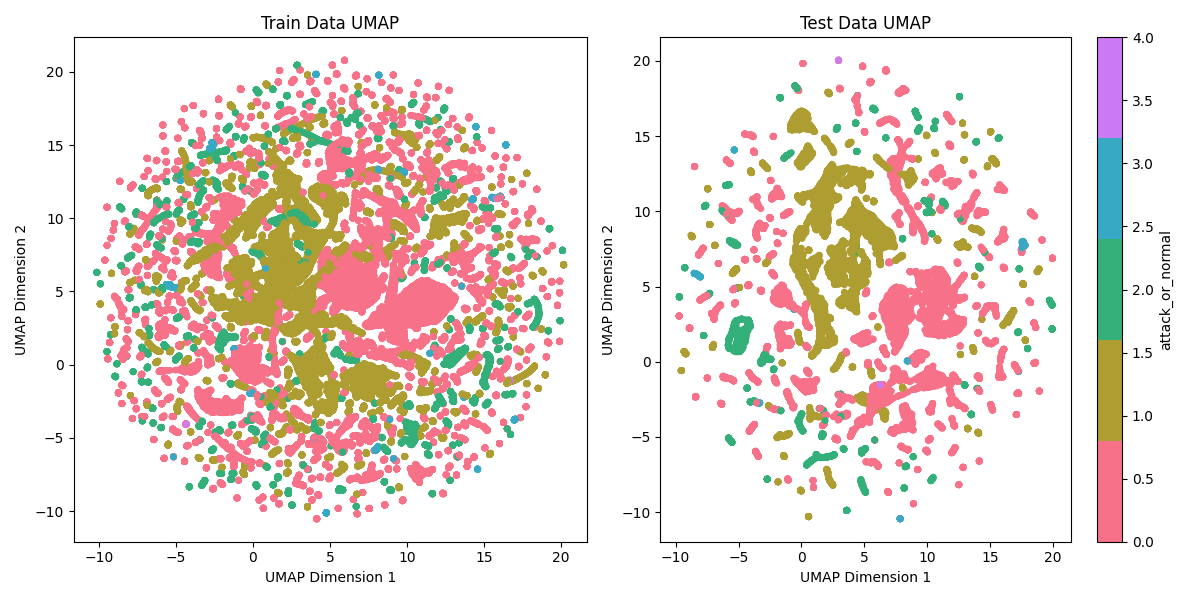 Train Data UMAP
20
15
10
5
0
−5
−10
UMAP Dimension 2
−10 −5 0 5 10 15 20
UMAP Dimension 1
Test Data UMAP
20
15
10
5
0
−5
−10
UMAP Dimension 2
−10 −5 0 5 10 15 20
UMAP Dimension 1
4.0
3.5
3.0
2.5
2.0
1.5
1.0
0.5
0.0
attack_or_normal